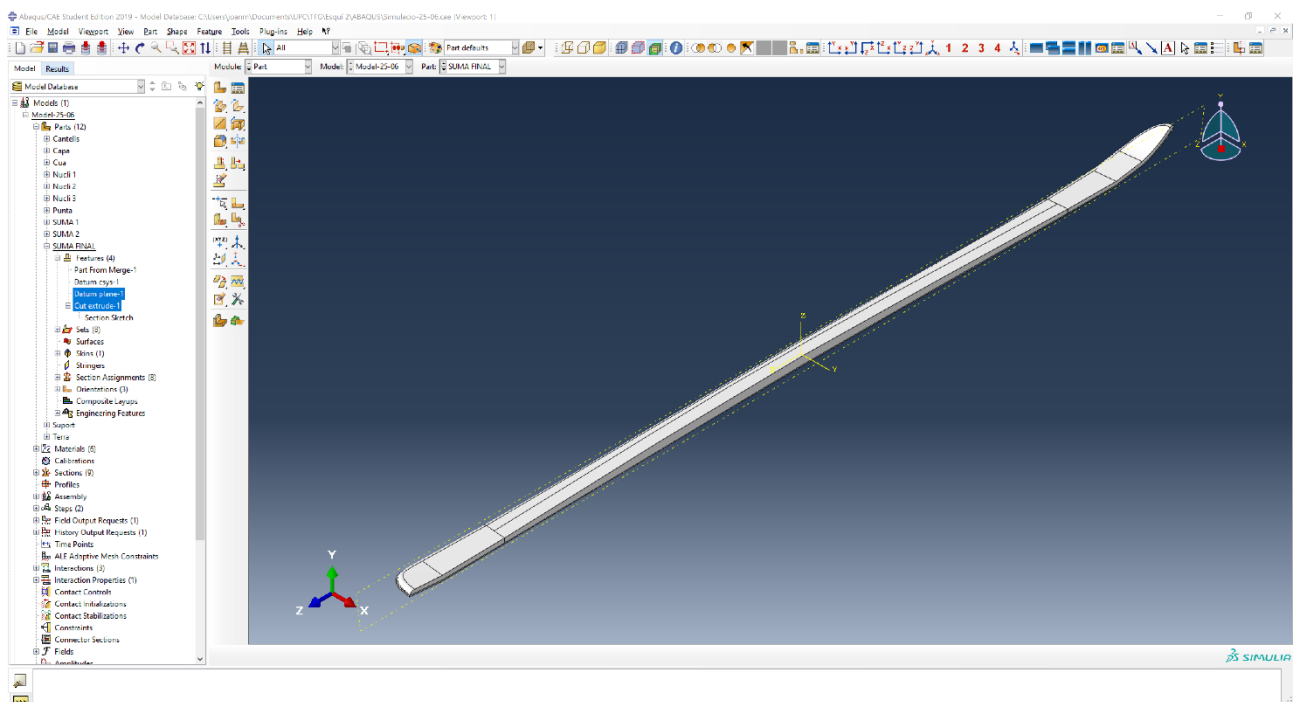 Abaqus/CAE Student Edition 2019 - Model Database: C:\Users\joanm\Documents\UPC\TFG\Esquí 2\ABAQUS\Simulacio-25-06.cae [Viewport: 1]
File Model Viewport View Part Shape Feature Tools Plug-ins Help
All Part defaults 1 2 3 4 A
Model Results Module: Part Model: Model-25-06 Part: SUMA FINAL
Model Database
Models (1)
Model-25-06
Parts (12)
Cantells
Capa
Cua
Nucli 1
Nucli 2
Nucli 3
Punta
SUMA 1
SUMA 2
SUMA FINAL
Features (4)
Part From Merge-1
Datum csys-1
Datum plane-1
Cut extrude-1
Section Sketch
Sets (8)
Surfaces
Skins (1)
Stringers
Section Assignments (8)
Orientations (3)
Composite Layups
Engineering Features
Suport
Terra
Materials (6)
Calibrations
Sections (9)
Profiles
Assembly
Steps (2)
Field Output Requests (1)
History Output Requests (1)
Time Points
ALE Adaptive Mesh Constraints
Interactions (3)
Interaction Properties (1)
Contact Controls
Contact Initializations
Contact Stabilizations
Constraints
Connector Sections
Fields
Amplitudes
Y
Z
X
Z
Y
Y
Z
X
SIMULIA